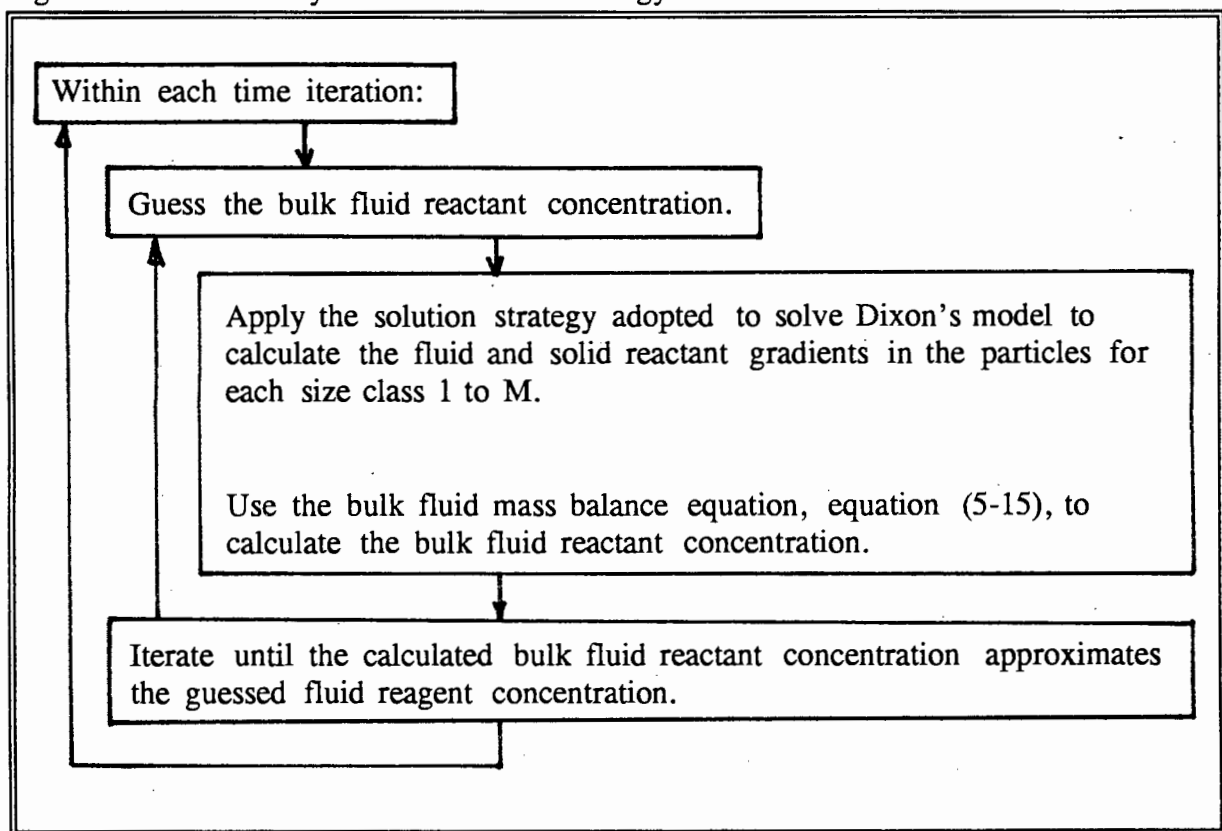 Within each time iteration:
Guess the bulk fluid reactant concentration.
Apply the solution strategy adopted to solve Dixon's model to
calculate the fluid and solid reactant gradients in the particles for
each size class 1 to M.
Use the bulk fluid mass balance equation, equation (5-15), to
calculate the bulk fluid reactant concentration.
Iterate until the calculated bulk fluid reactant concentration approximates
the guessed fluid reagent concentration.